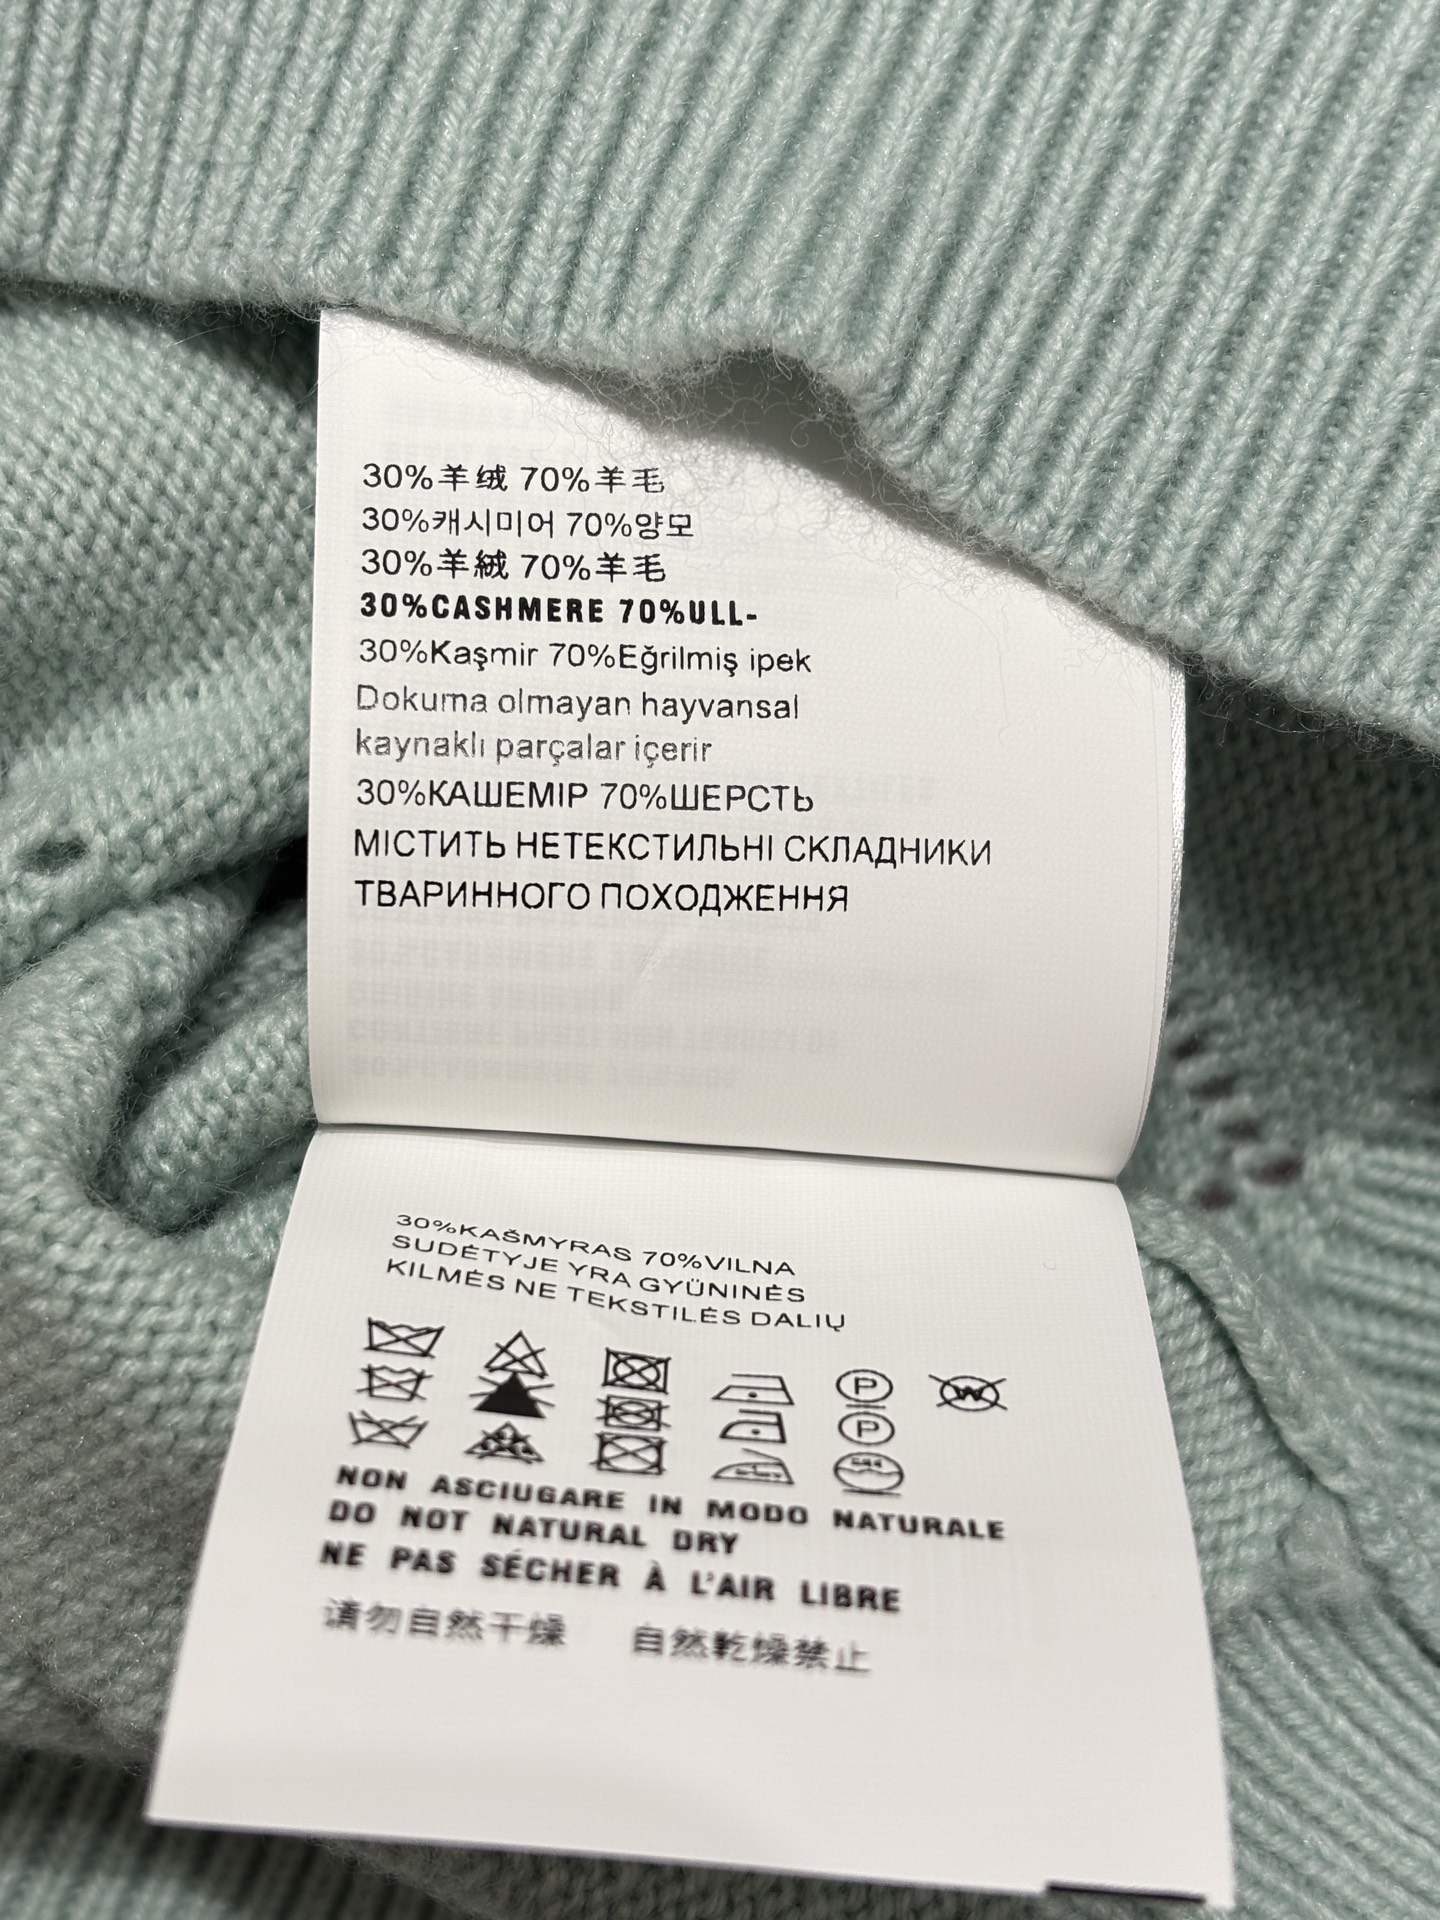 30%羊绒 70%羊毛
30%캐시미어 70%양모
30%羊絨 70%羊毛
30%CASHMERE 70%ULL-
30%Kaşmir 70%Eğrilmiş ipek
Dokuma olmayan hayvansal
kaynaklı parçalar içerir
30%КАШЕМІР 70%ШЕРСТЬ
МІСТИТЬ НЕТЕКСТИЛЬНІ СКЛАДНИКИ
ТВАРИННОГО ПОХОДЖЕННЯ
30%KAŠMYRAS 70%VILNA
SUDĖTYJE YRA GYŪNINĖS
KILMĖS NE TEKSTILĖS DALIŲ
P W
P
NON ASCIUGARE IN MODO NATURALE
DO NOT NATURAL DRY
NE PAS SÉCHER À L'AIR LIBRE
请勿自然干燥 自然乾燥禁止